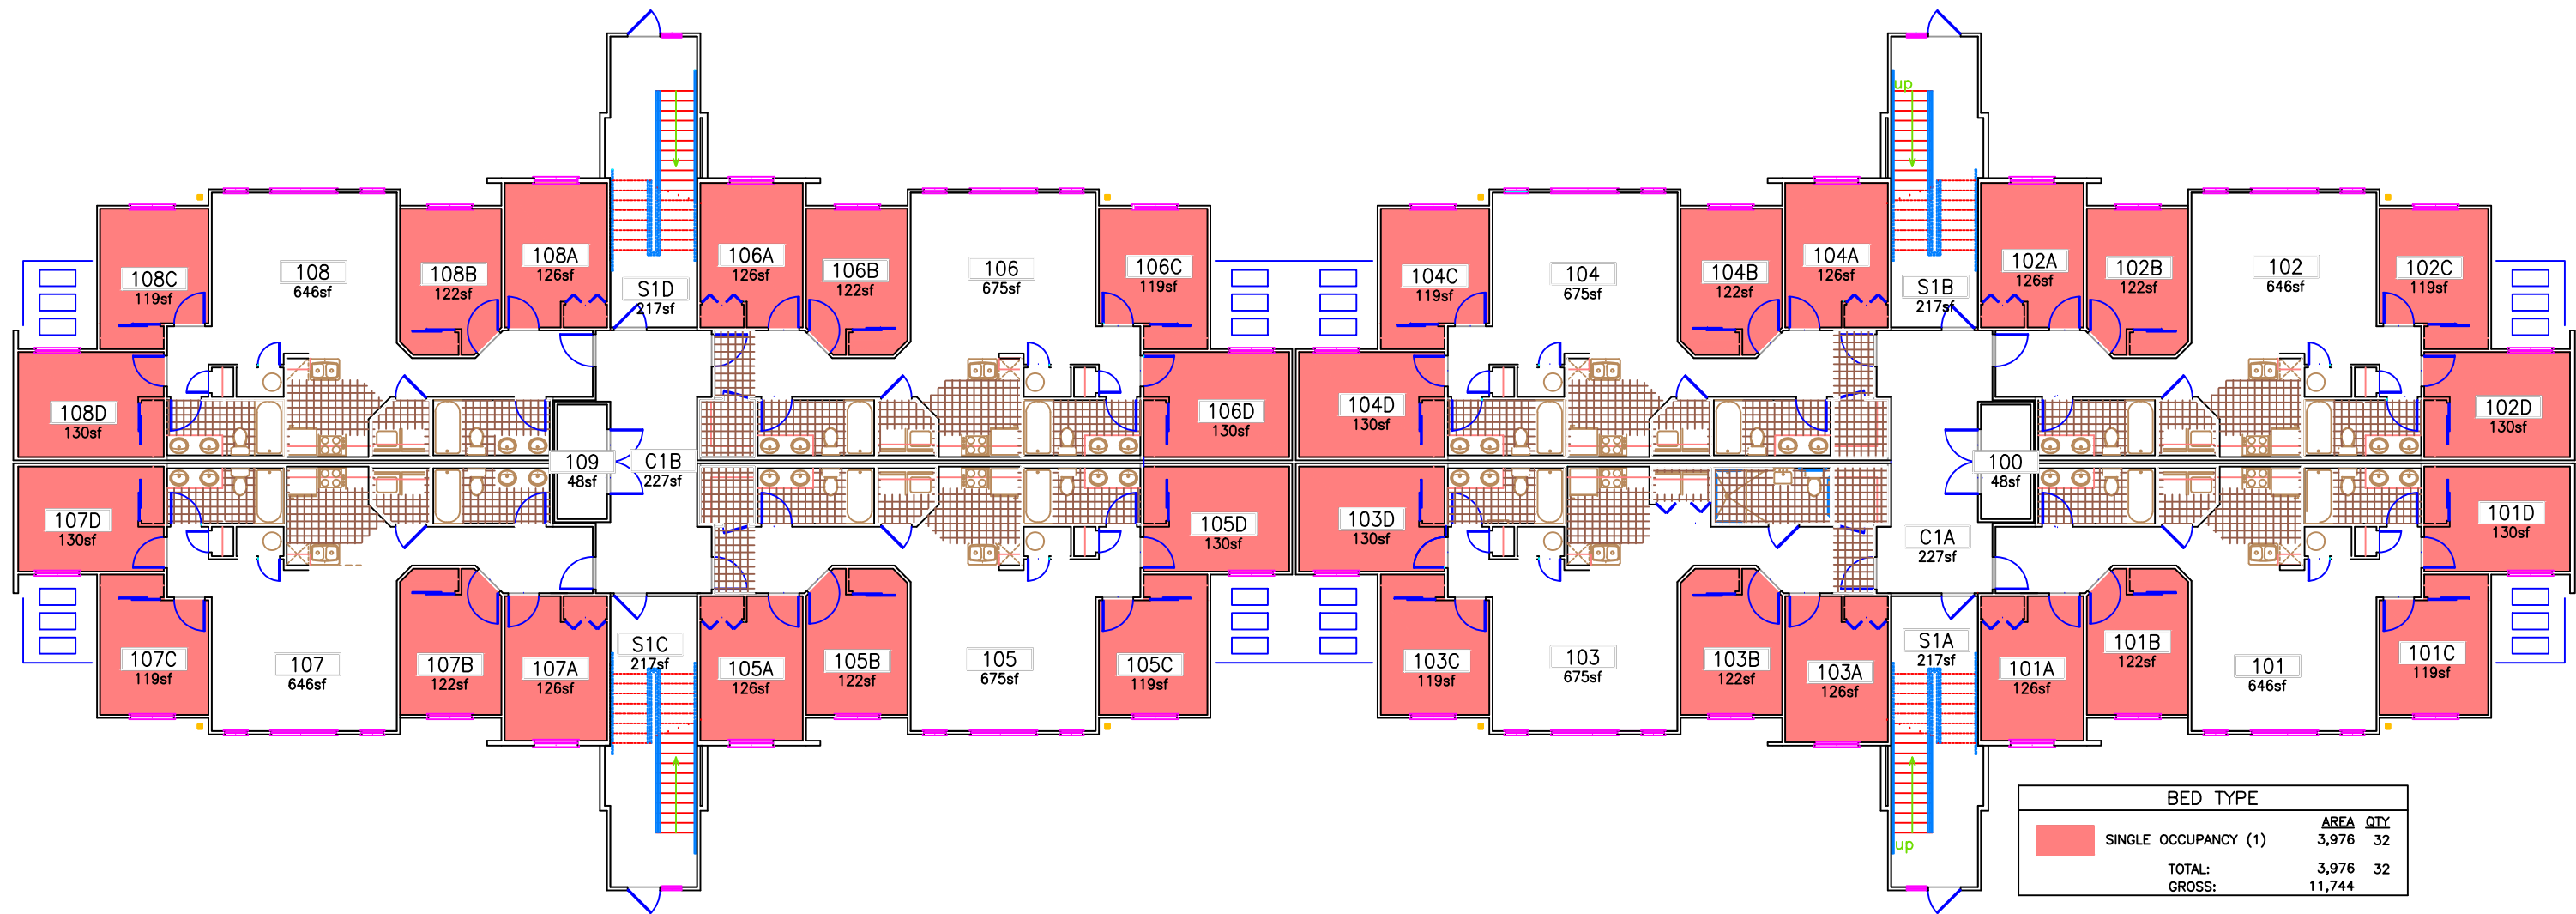 up
108A
126sf
106A
126sf
104A
126sf
102A
126sf
108C
119sf
108
646sf
108B
122sf
S1D
217sf
106B
122sf
106
675sf
106C
119sf
104C
119sf
104
675sf
104B
122sf
S1B
217sf
102B
122sf
102
646sf
102C
119sf
108D
130sf
106D
130sf
104D
130sf
102D
130sf
109
48sf
C1B
227sf
100
48sf
107D
130sf
105D
130sf
103D
130sf
C1A
227sf
101D
130sf
107C
119sf
107
646sf
107B
122sf
107A
126sf
S1C
217sf
105A
126sf
105B
122sf
105
675sf
105C
119sf
103C
119sf
103
675sf
103B
122sf
103A
126sf
S1A
217sf
101A
126sf
101B
122sf
101
646sf
101C
119sf
up
BED TYPE
AREA QTY
SINGLE OCCUPANCY (1) 3,976 32
TOTAL: 3,976 32
GROSS: 11,744